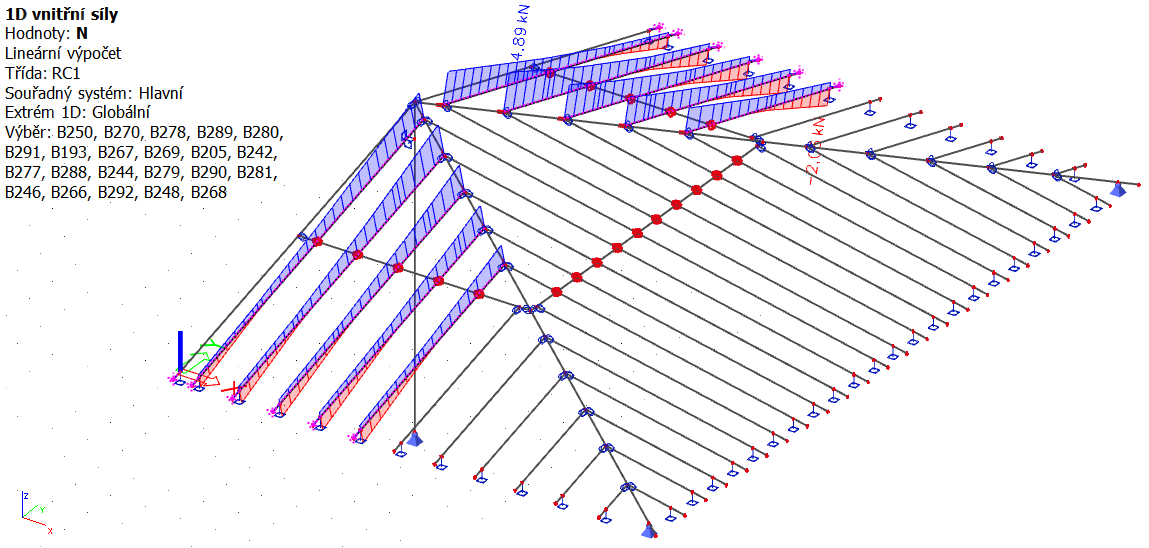 1D vnitřní síly
Hodnoty: N
Lineární výpočet
Třída: RC1
Souřadný systém: Hlavní
Extrém 1D: Globální
Výběr: B250, B270, B278, B289, B280,
B291, B193, B267, B269, B205, B242,
B277, B288, B244, B279, B290, B281,
B246, B266, B292, B248, B268
4.89 kN
kN
z
Y
x